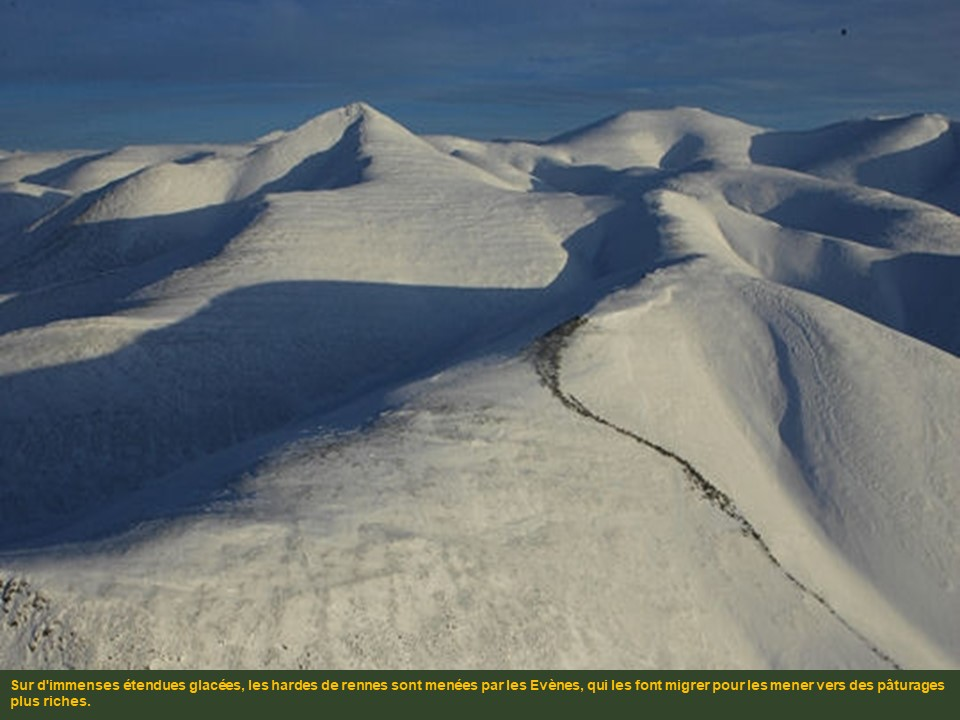 Sur d'immenses étendues glacées, les hardes de rennes sont menées par les Evènes, qui les font migrer pour les mener vers des pâturages
plus riches.